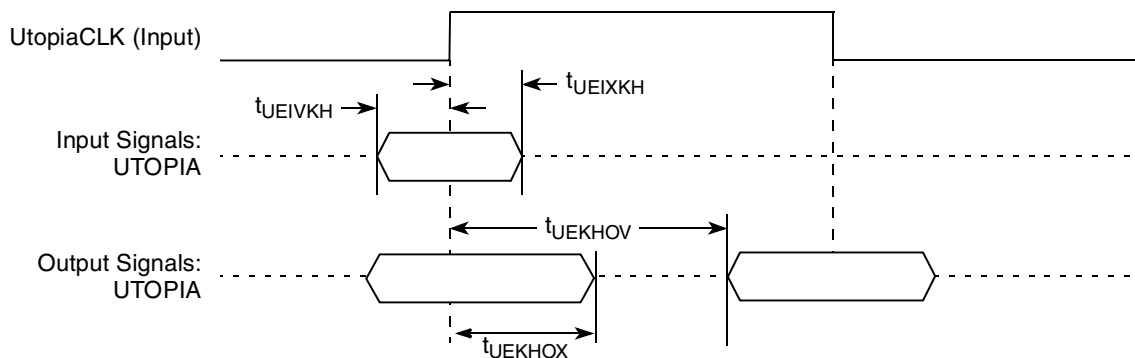 UtopiaCLK (Input)
tUEIXKH
tUEIVKH
Input Signals:
UTOPIA
tUEKHOV
Output Signals:
UTOPIA
tUEKHOX